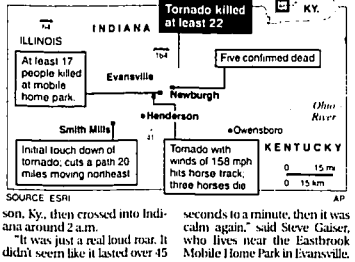 Tornado killed
at least 22
KY.
INDIANA
ILLINOIS
64
164
At least 17
people killed
at mobile
home park.
Five confirmed dead
Evansville
Newburgh
Henderson
Ohio
River
Smith Mills
41
Owensboro
KENTUCKY
Initial touch down of
tornado; cuts a path 20
miles moving northeast
Tornado with
winds of 158 mph
hits horse track;
three horses die
0 15 mi
0 15 km
SOURCE ESRI
AP
son, Ky., then crossed into Indi-
ana around 2 a.m.
"It was just a real loud roar. It
didn't seem like it lasted over 45
seconds to a minute, then it was
calm again," said Steve Gaiser,
who lives near the Eastbrook
Mobile Home Park in Evansville.